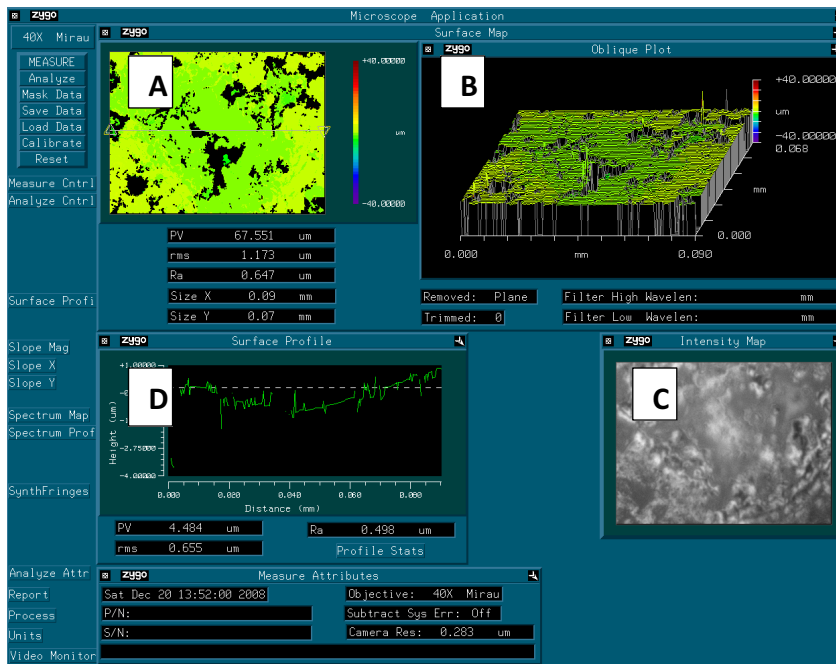 zygo Microscope Application
40X Mirau
MEASURE
Analyze
Mask Data
Save Data
Load Data
Calibrate
Reset
Measure Cntrl
Analyze Cntrl
Surface Profi
Slope Mag
Slope X
Slope Y
Spectrum Map
Spectrum Prof
SynthFringes
Analyze Attr
Report
Process
Units
Video Monitor
zygo Surface Map
A
+40.00000
um
-40.00000
PV 67.551 um
rms 1.173 um
Ra 0.647 um
Size X 0.09 mm
Size Y 0.07 mm
zygo Oblique Plot
B
+40.00000
um
-40.00000
0.068
mm
0.000
0.000 mm 0.090
Removed: Plane
Trimmed: 0
Filter High Wavelen: mm
Filter Low Wavelen: mm
zygo Surface Profile
D
+1.00000
Height (um)
-2.75000
-4.00000
0.000 0.020 0.040 0.060 0.080
Distance (mm)
PV 4.484 um
rms 0.655 um
Ra 0.498 um
Profile Stats
zygo Intensity Map
C
zygo Measure Attributes
Sat Dec 20 13:52:00 2008
P/N:
S/N:
Objective: 40X Mirau
Subtract Sys Err: Off
Camera Res: 0.283 um